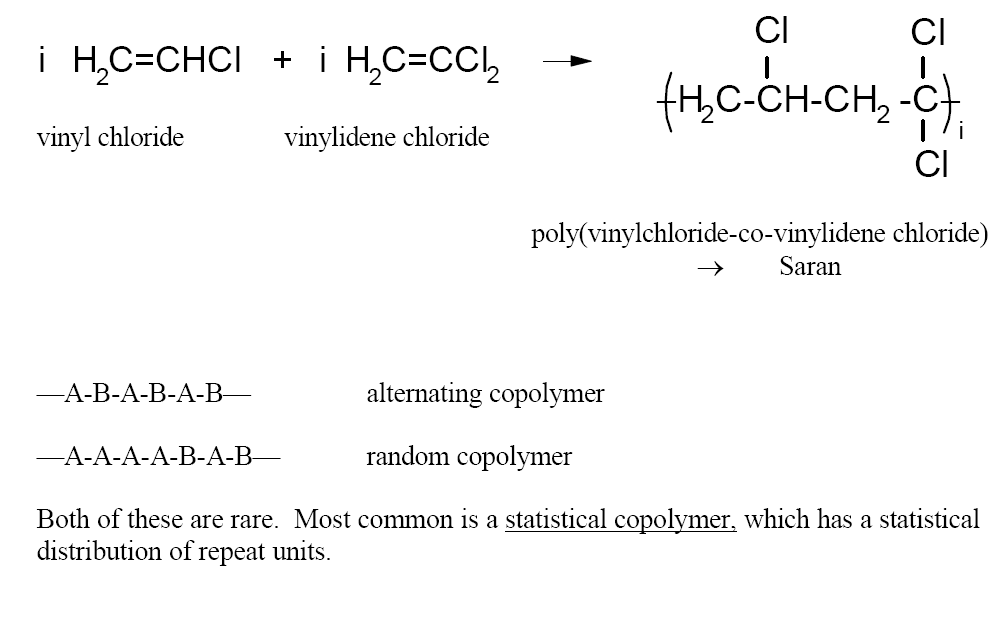 Cl Cl
i H₂C=CHCl + i H₂C=CCl₂ → (H₂C-CH-CH₂ -C)i
Cl
vinyl chloride vinylidene chloride
poly(vinylchloride-co-vinylidene chloride)
→ Saran
—A-B-A-B-A-B— alternating copolymer
—A-A-A-A-B-A-B— random copolymer
Both of these are rare. Most common is a statistical copolymer, which has a statistical
distribution of repeat units.